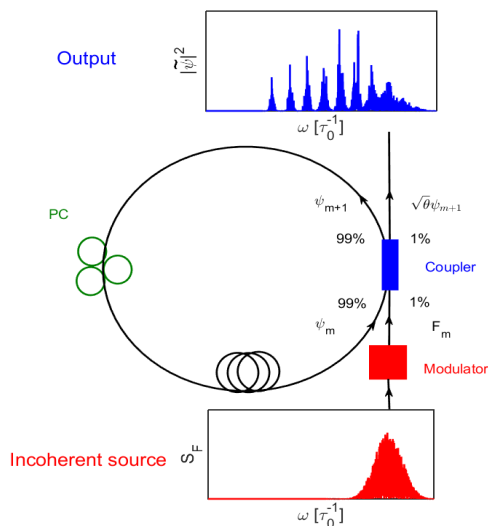 Output
|ψ̃|²
ω [τ₀⁻¹]
PC
ψₘ₊₁
√θψₘ₊₁
99%
1%
Coupler
99%
1%
ψₘ
Fₘ
Modulator
Incoherent source
S_F
ω [τ₀⁻¹]